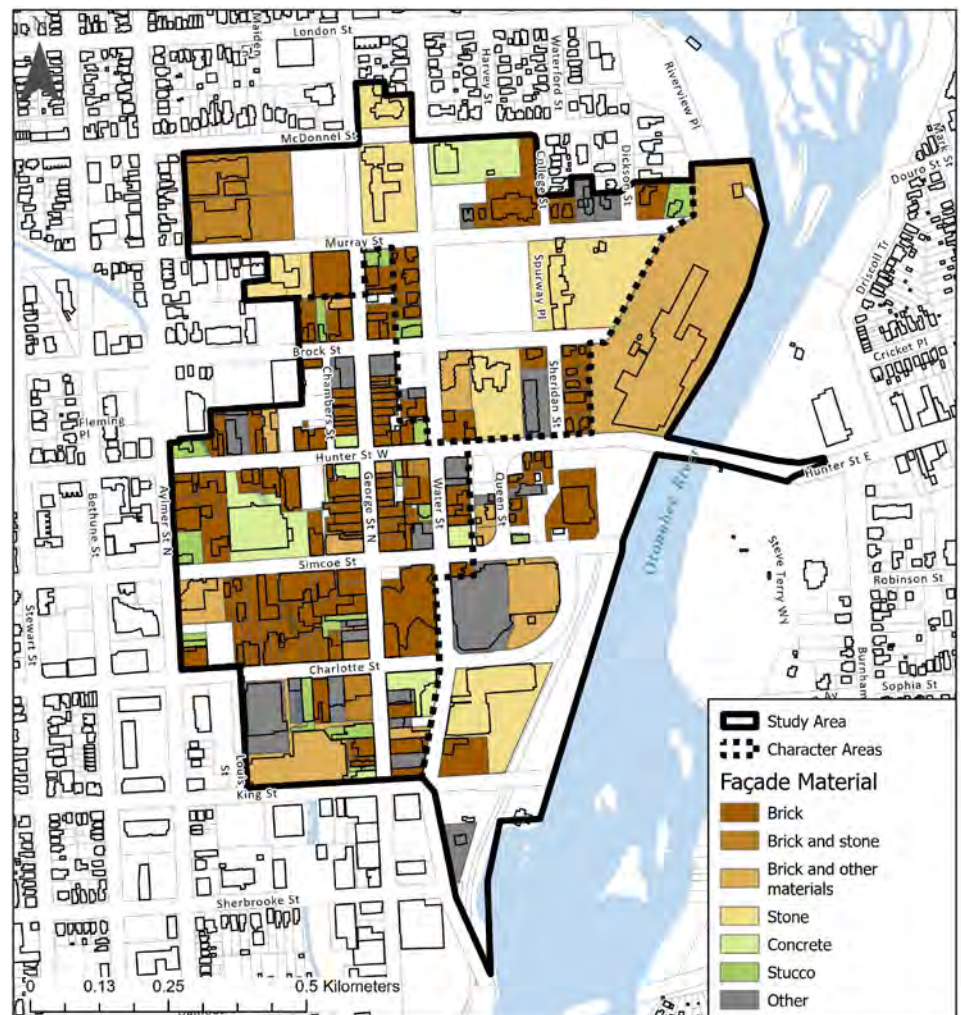 London St
Maiden
Harvey St
Waterford St
Riverview Pl
McDonnel St
College St
Dickson St
Mark St
Douro St
Murray St
Spurway Pl
Driscoll Tr
Brock St
Chambers St
Sheridan St
Cricket Pl
Fleming
Pl
Hunter St W
Hunter St E
Bethune St
Aylmer St N
George St N
Water St
Queen St
Otonabee River
Simcoe St
Steve Terry WY
Robinson St
Stewart St
Charlotte St
Burnham
Sophia St
Louis
St
King St
Sherbrooke St
Study Area
Character Areas
Façade Material
Brick
Brick and stone
Brick and other
materials
Stone
Concrete
Stucco
Other
0 0.13 0.25 0.5 Kilometers